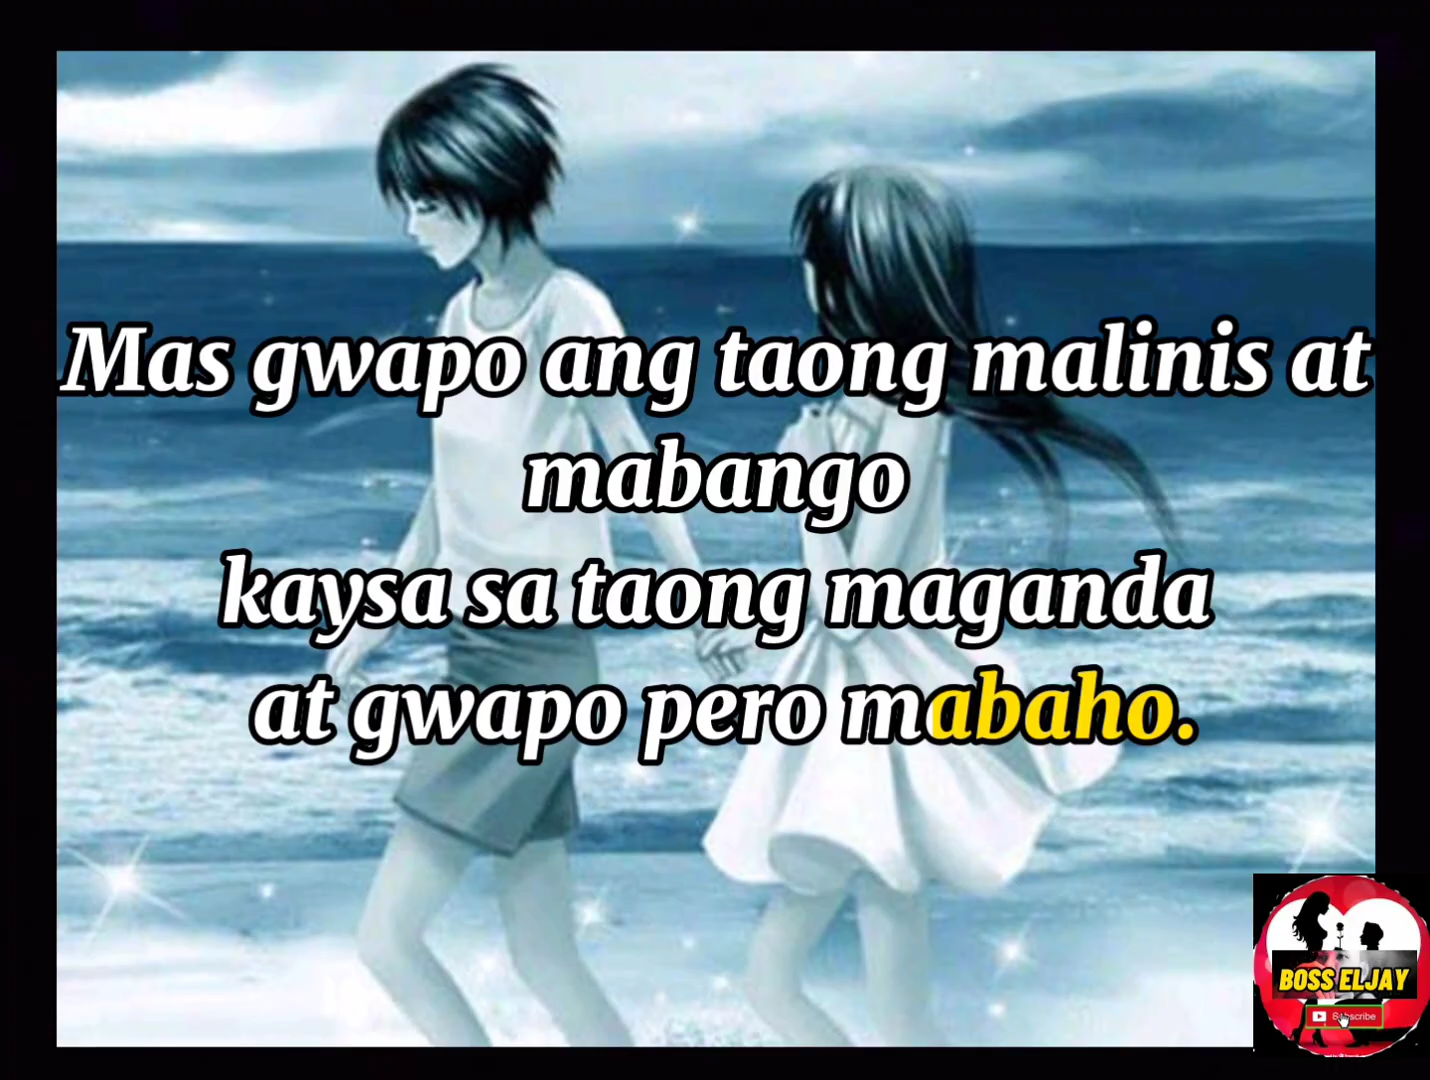 Mas gwapo ang taong malinis at
mabango
kaysa sa taong maganda
at gwapo pero mabaho.
BOSS ELJAY
Subscribe